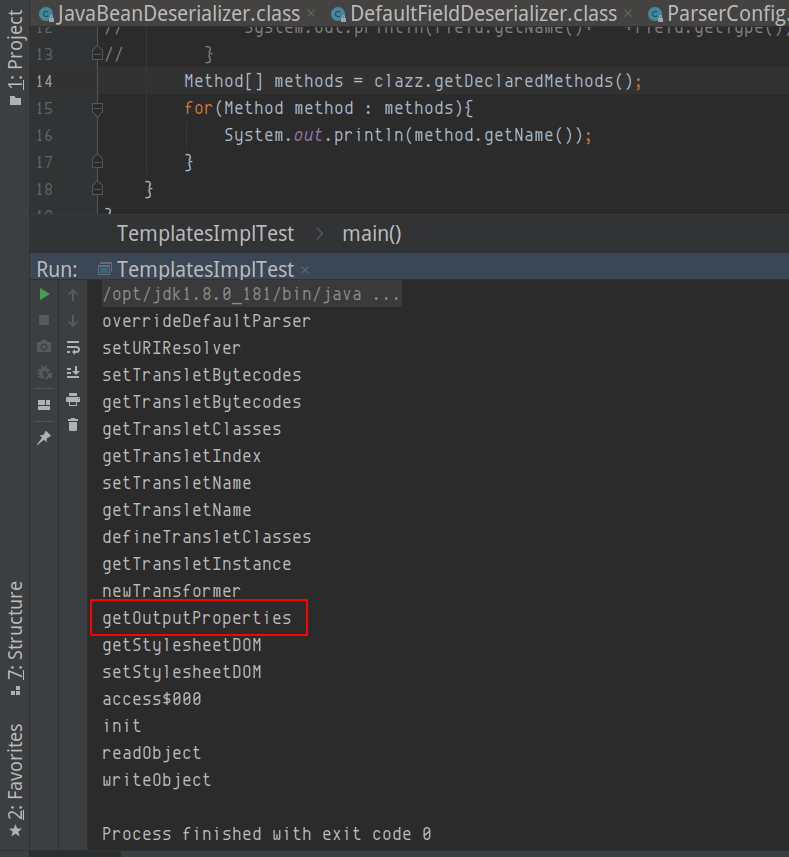 JavaBeanDeserializer.class × DefaultFieldDeserializer.class × ParserConfig.
1: Project
12 // System.out.println(field.getName()+ +field.getType())
13 // }
14 Method[] methods = clazz.getDeclaredMethods();
15 for(Method method : methods){
16 System.out.println(method.getName());
17 }
18 }
TemplatesImplTest > main()
Run: TemplatesImplTest ×
/opt/jdk1.8.0_181/bin/java ...
overrideDefaultParser
setURIResolver
setTransletBytecodes
getTransletBytecodes
getTransletClasses
getTransletIndex
setTransletName
getTransletName
defineTransletClasses
getTransletInstance
newTransformer
getOutputProperties
getStylesheetDOM
setStylesheetDOM
access$000
init
readObject
writeObject
Process finished with exit code 0
7: Structure
2: Favorites